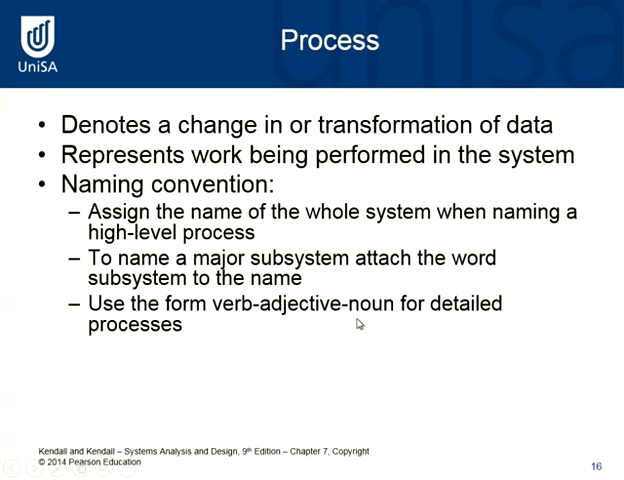 UniSA
Process
• Denotes a change in or transformation of data
• Represents work being performed in the system
• Naming convention:
– Assign the name of the whole system when naming a
high-level process
– To name a major subsystem attach the word
subsystem to the name
– Use the form verb-adjective-noun for detailed
processes
Kendall and Kendall – Systems Analysis and Design, 9th Edition – Chapter 7, Copyright
© 2014 Pearson Education
16